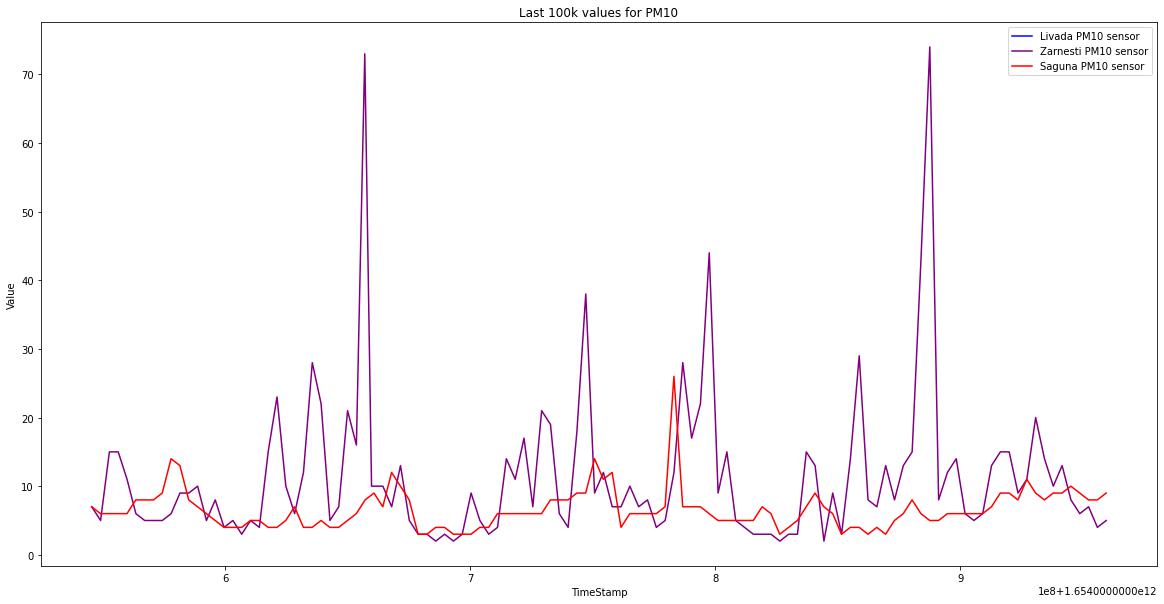 Last 100k values for PM10
Livada PM10 sensor
Zarnesti PM10 sensor
Saguna PM10 sensor
Value
70
60
50
40
30
20
10
0
6 7 8 9
TimeStamp
1e8+1.6540000000e12